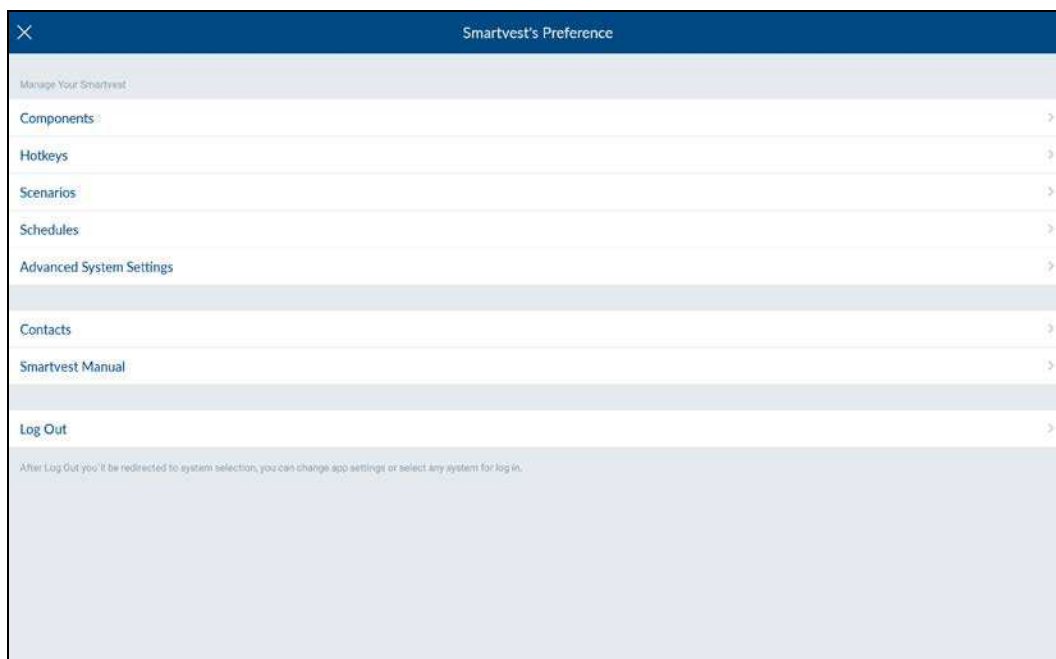 Smartvest's Preference
Manage Your Smartvest
Components
Hotkeys
Scenarios
Schedules
Advanced System Settings
Contacts
Smartvest Manual
Log Out
After Log Out you'll be redirected to system selection, you can change app settings or select any system for log in.